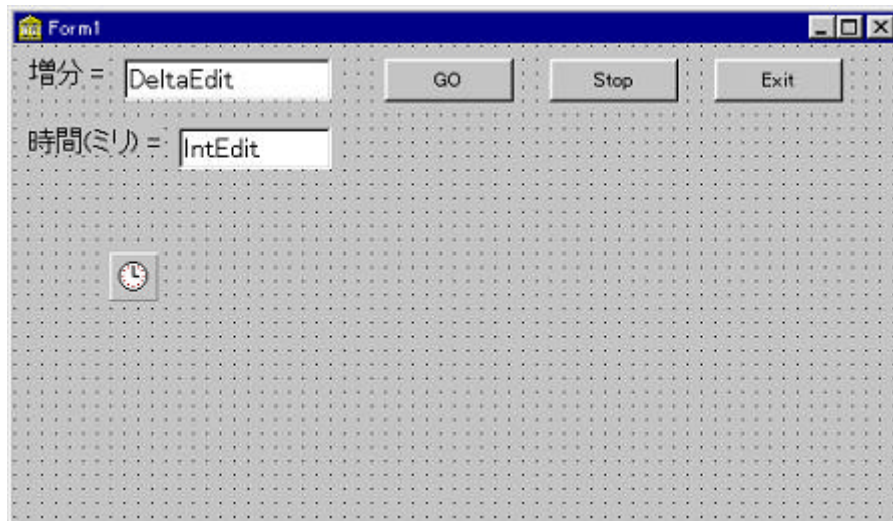 Form1
増分 = DeltaEdit GO Stop Exit
時間(ミリ) = IntEdit